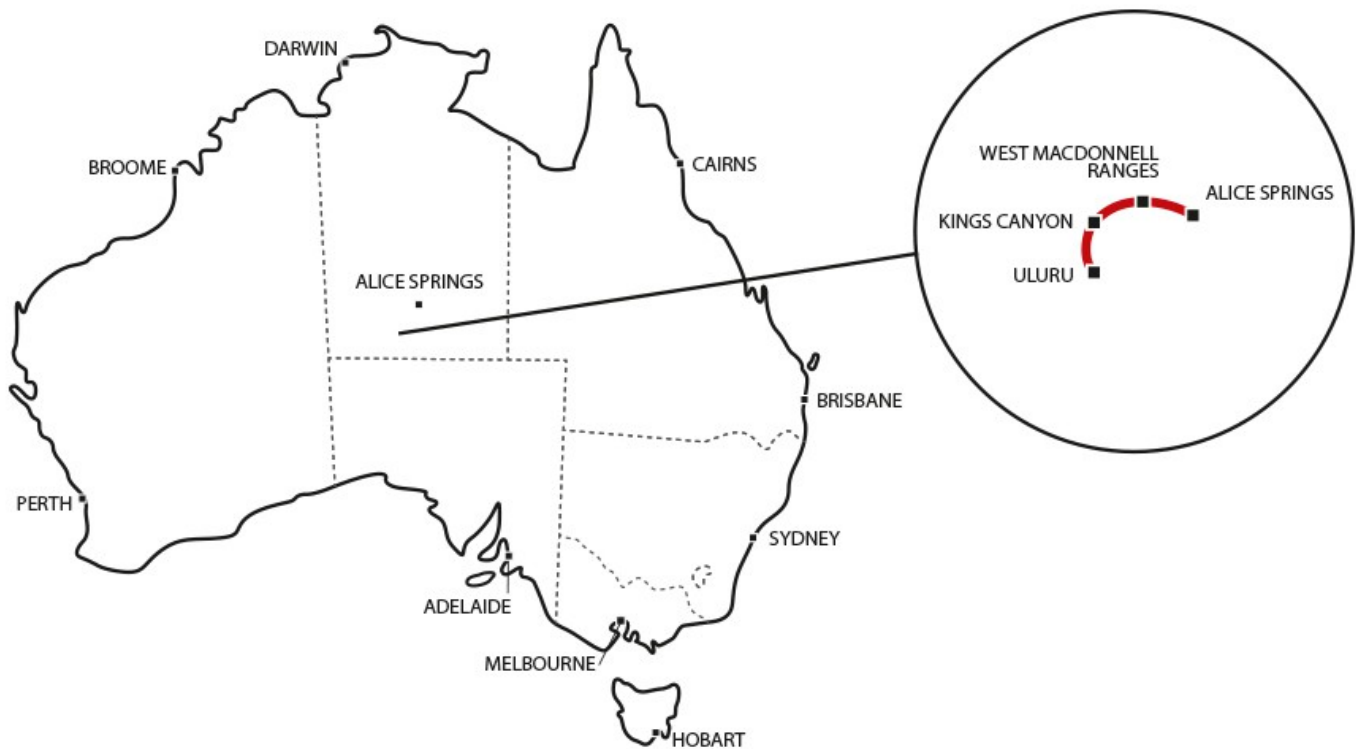 DARWIN
BROOME
CAIRNS
WEST MACDONNELL
RANGES
ALICE SPRINGS
KINGS CANYON
ULURU
ALICE SPRINGS
BRISBANE
PERTH
SYDNEY
ADELAIDE
MELBOURNE
HOBART